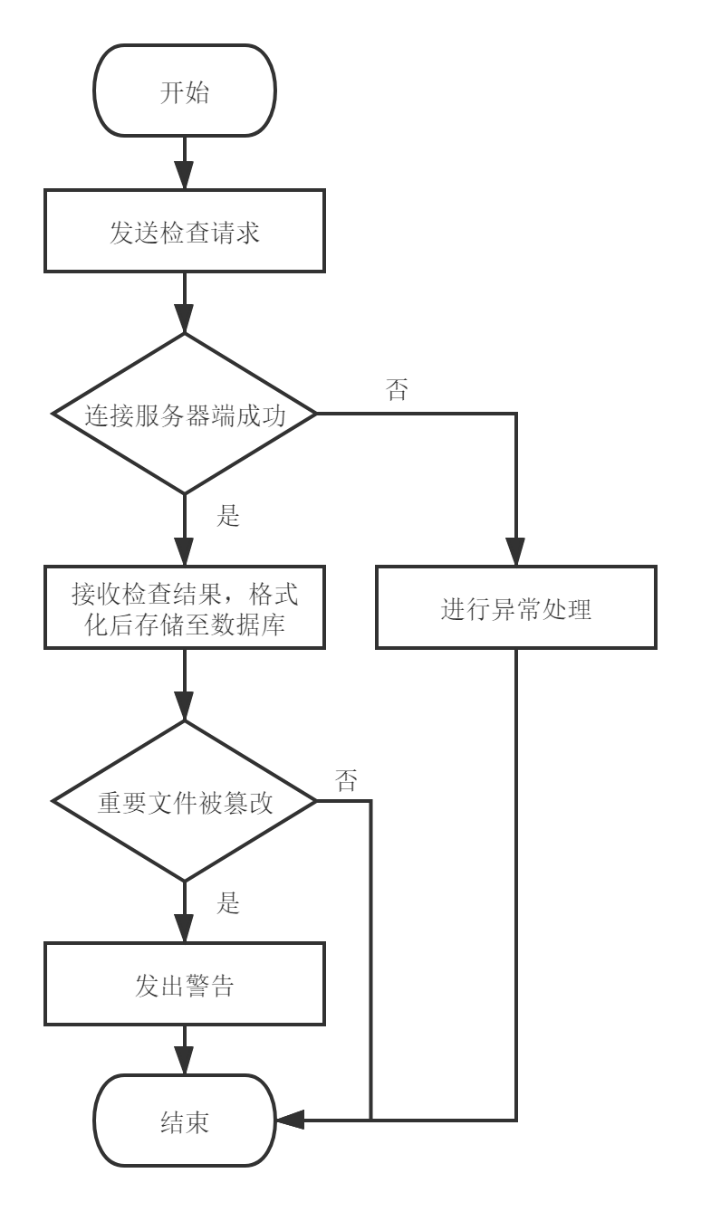 开始
发送检查请求
否
连接服务器端成功
是
接收检查结果，格式
化后存储至数据库
进行异常处理
否
重要文件被篡改
是
发出警告
结束